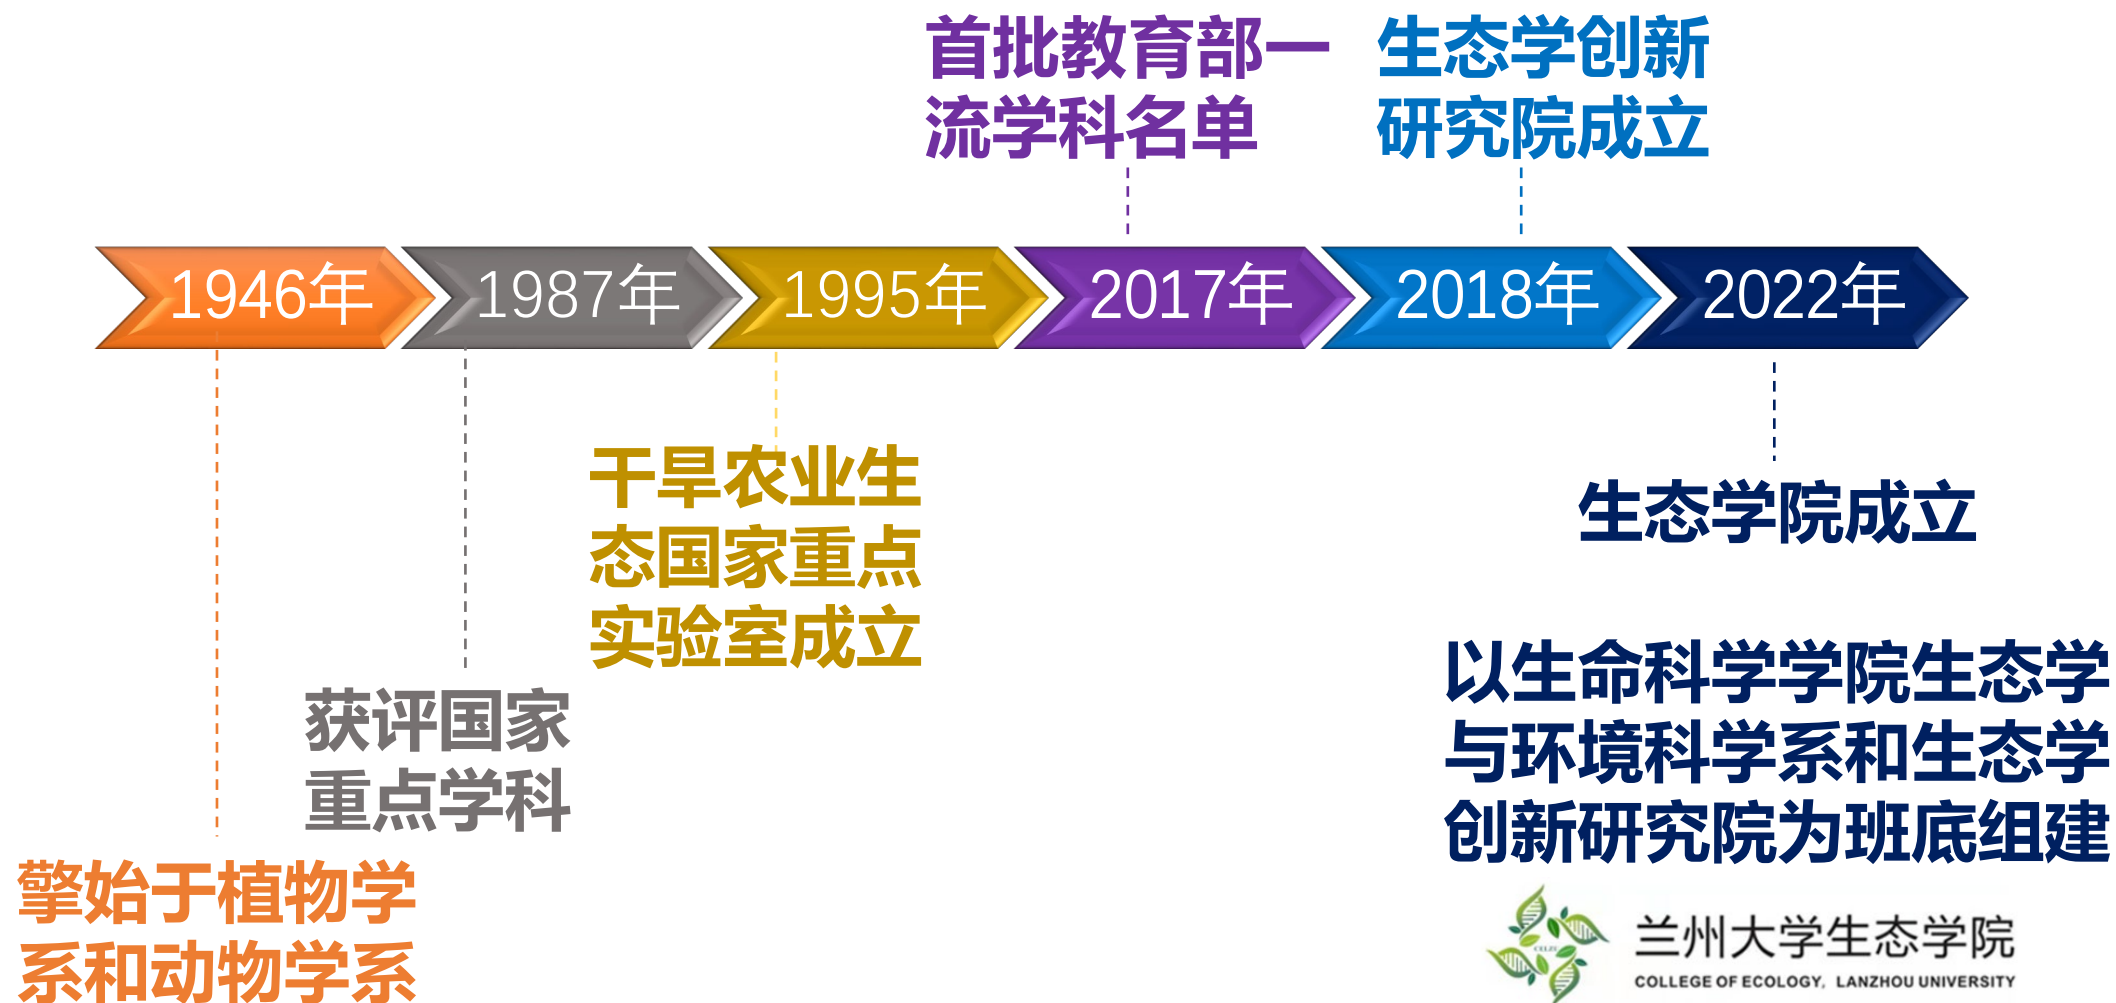 首批教育部一
流学科名单
生态学创新
研究院成立
1946年
1987年
1995年
2017年
2018年
2022年
干旱农业生
态国家重点
实验室成立
生态学院成立
获评国家
重点学科
以生命科学学院生态学
与环境科学系和生态学
创新研究院为班底组建
擎始于植物学
系和动物学系
兰州大学生态学院
COLLEGE OF ECOLOGY, LANZHOU UNIVERSITY